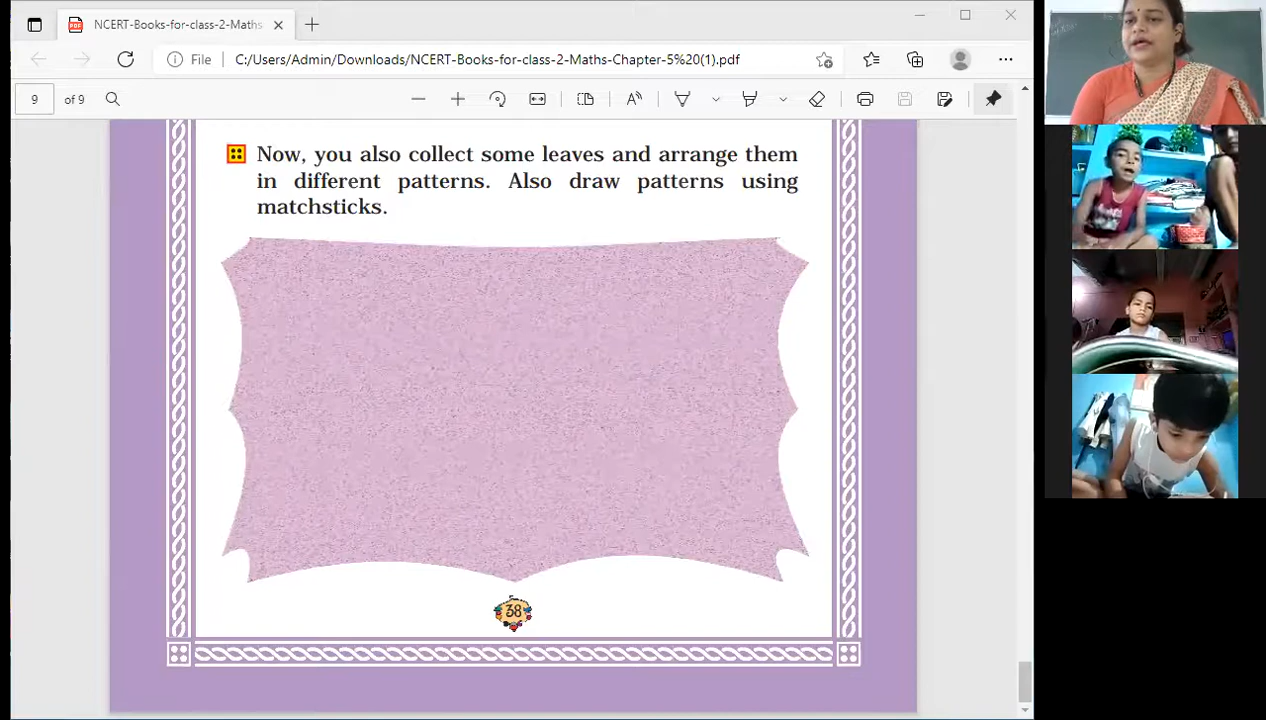 NCERT-Books-for-class-2-Maths
File C:/Users/Admin/Downloads/NCERT-Books-for-class-2-Maths-Chapter-5%20(1).pdf
9 of 9
Now, you also collect some leaves and arrange them
in different patterns. Also draw patterns using
matchsticks.
38